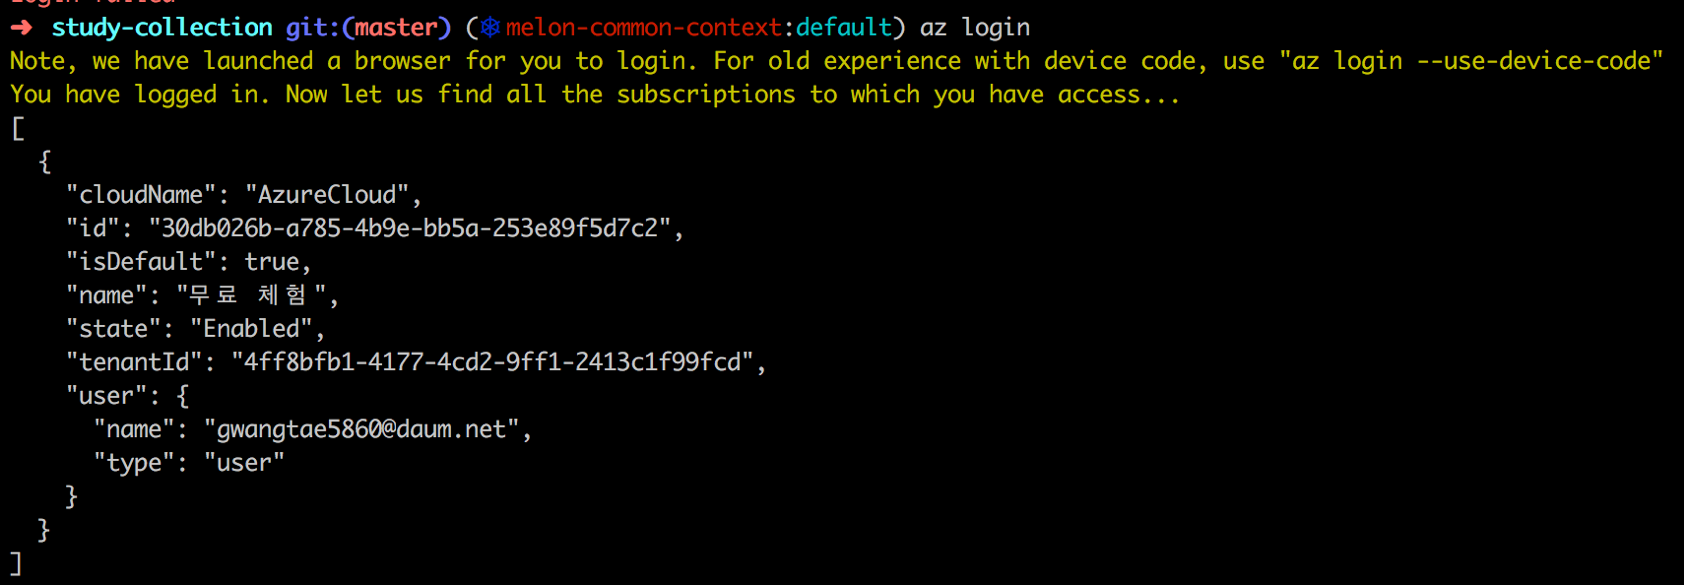 ➜ study-collection git:(master) (⎈melon-common-context:default) az login
Note, we have launched a browser for you to login. For old experience with device code, use "az login --use-device-code"
You have logged in. Now let us find all the subscriptions to which you have access...
[
  {
    "cloudName": "AzureCloud",
    "id": "30db026b-a785-4b9e-bb5a-253e89f5d7c2",
    "isDefault": true,
    "name": "무료 체험",
    "state": "Enabled",
    "tenantId": "4ff8bfb1-4177-4cd2-9ff1-2413c1f99fcd",
    "user": {
      "name": "gwangtae5860@daum.net",
      "type": "user"
    }
  }
]